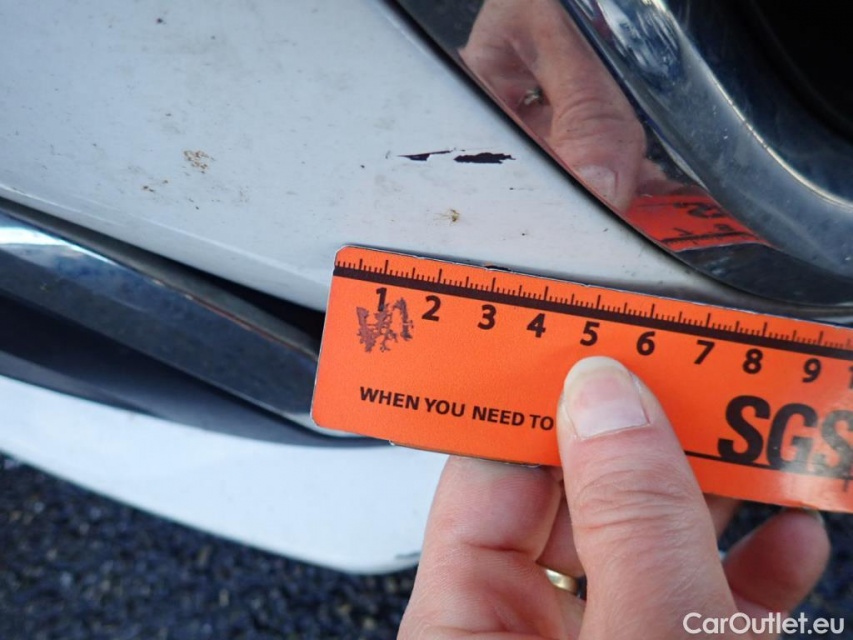 1 2 3 4 5 6 7 8 9
WHEN YOU NEED TO
SGS
CarOutlet.eu